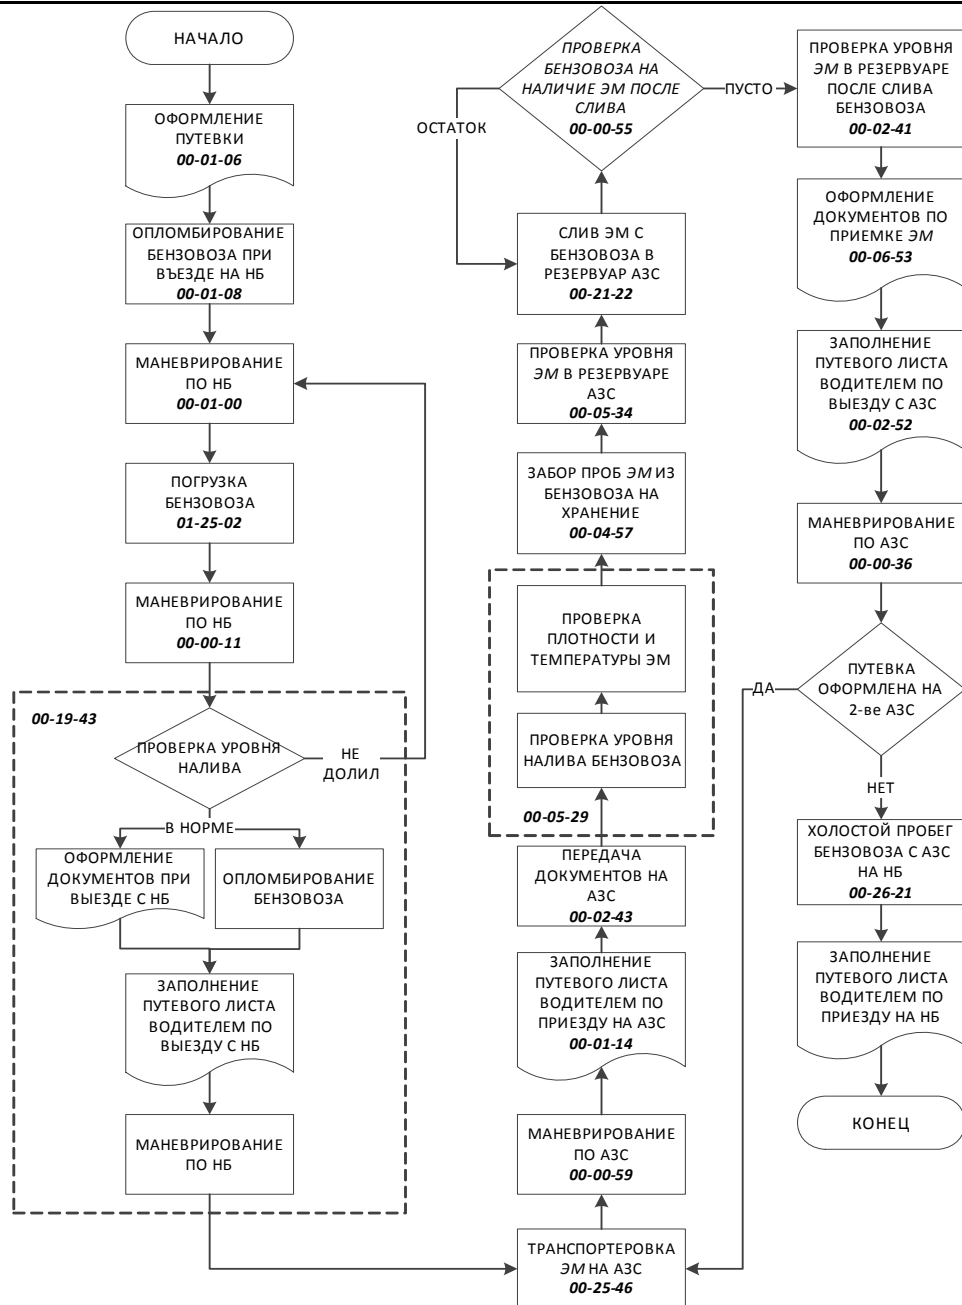 НАЧАЛО
ОФОРМЛЕНИЕ
ПУТЕВКИ
00-01-06
ОПЛОМБИРОВАНИЕ
БЕНЗОВОЗА ПРИ
ВЪЕЗДЕ НА НБ
00-01-08
МАНЕВРИРОВАНИЕ
ПО НБ
00-01-00
ПОГРУЗКА
БЕНЗОВОЗА
01-25-02
МАНЕВРИРОВАНИЕ
ПО НБ
00-00-11
00-19-43
ПРОВЕРКА УРОВНЯ
НАЛИВА
НЕ
ДОЛИЛ
В НОРМЕ
ОФОРМЛЕНИЕ
ДОКУМЕНТОВ ПРИ
ВЫЕЗДЕ С НБ
ОПЛОМБИРОВАНИЕ
БЕНЗОВОЗА
ЗАПОЛНЕНИЕ
ПУТЕВОГО ЛИСТА
ВОДИТЕЛЕМ ПО
ВЫЕЗДУ С НБ
МАНЕВРИРОВАНИЕ
ПО НБ
ТРАНСПОРТЕРОВКА
ЭМ НА АЗС
00-25-46
МАНЕВРИРОВАНИЕ
ПО АЗС
00-00-59
ЗАПОЛНЕНИЕ
ПУТЕВОГО ЛИСТА
ВОДИТЕЛЕМ ПО
ПРИЕЗДУ НА АЗС
00-01-14
ПЕРЕДАЧА
ДОКУМЕНТОВ НА
АЗС
00-02-43
00-05-29
ПРОВЕРКА УРОВНЯ
НАЛИВА БЕНЗОВОЗА
ПРОВЕРКА
ПЛОТНОСТИ И
ТЕМПЕРАТУРЫ ЭМ
ЗАБОР ПРОБ ЭМ ИЗ
БЕНЗОВОЗА НА
ХРАНЕНИЕ
00-04-57
ПРОВЕРКА УРОВНЯ
ЭМ В РЕЗЕРВУАРЕ
АЗС
00-05-34
СЛИВ ЭМ С
БЕНЗОВОЗА В
РЕЗЕРВУАР АЗС
00-21-22
ПРОВЕРКА
БЕНЗОВОЗА НА
НАЛИЧИЕ ЭМ ПОСЛЕ
СЛИВА
00-00-55
ОСТАТОК
ПУСТО
ПРОВЕРКА УРОВНЯ
ЭМ В РЕЗЕРВУАРЕ
ПОСЛЕ СЛИВА
БЕНЗОВОЗА
00-02-41
ОФОРМЛЕНИЕ
ДОКУМЕНТОВ ПО
ПРИЕМКЕ ЭМ
00-06-53
ЗАПОЛНЕНИЕ
ПУТЕВОГО ЛИСТА
ВОДИТЕЛЕМ ПО
ВЫЕЗДУ С АЗС
00-02-52
МАНЕВРИРОВАНИЕ
ПО АЗС
00-00-36
ПУТЕВКА
ОФОРМЛЕНА НА
2-ве АЗС
ДА
НЕТ
ХОЛОСТОЙ ПРОБЕГ
БЕНЗОВОЗА С АЗС
НА НБ
00-26-21
ЗАПОЛНЕНИЕ
ПУТЕВОГО ЛИСТА
ВОДИТЕЛЕМ ПО
ПРИЕЗДУ НА НБ
КОНЕЦ